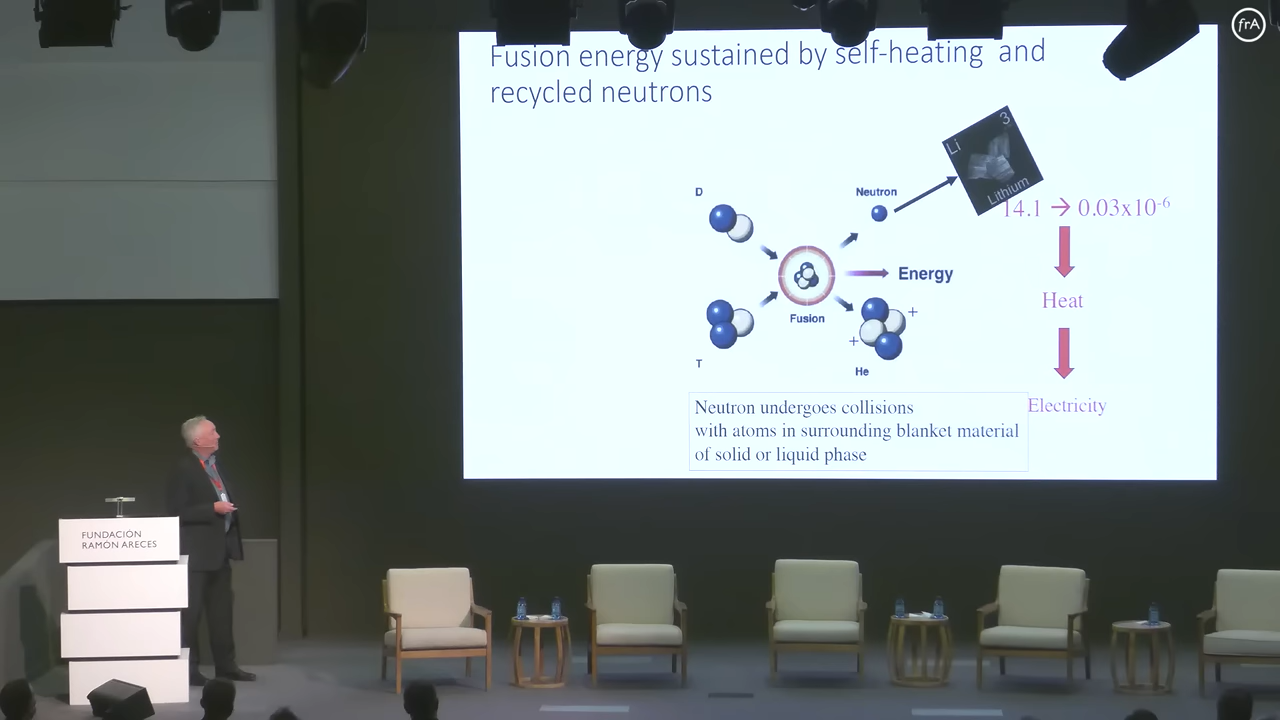 frA
Fusion energy sustained by self-heating and
recycled neutrons
3
Li
Lithium
D
Neutron
14.1 → 0.03x10⁻⁶
Energy
Heat
Fusion
+
+
T
He
Neutron undergoes collisions
with atoms in surrounding blanket material
of solid or liquid phase
Electricity
FUNDACIÓN
RAMÓN ARECES